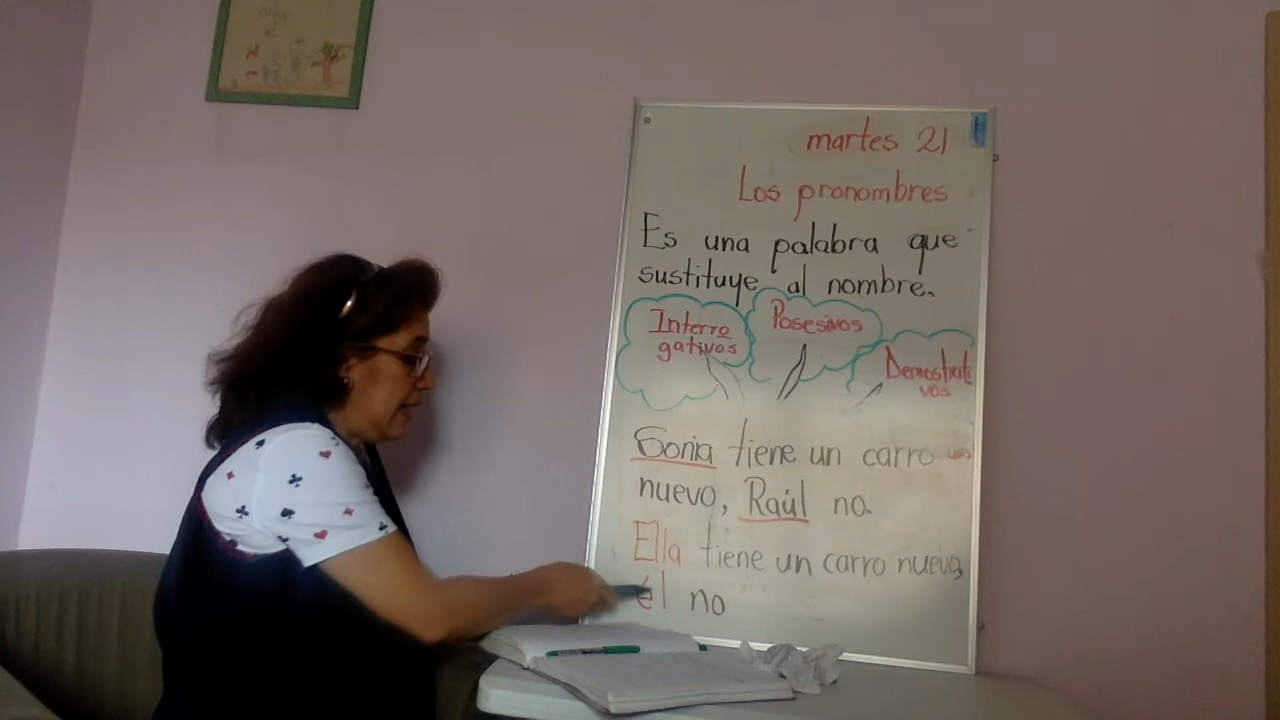 martes 21
Los pronombres
Es una palabra que
sustituye al nombre.
Interro
gativos
Posesivos
Demostrati
vos
Sonia tiene un carro
nuevo, Raúl no.
Ella tiene un carro nuevo,
él no